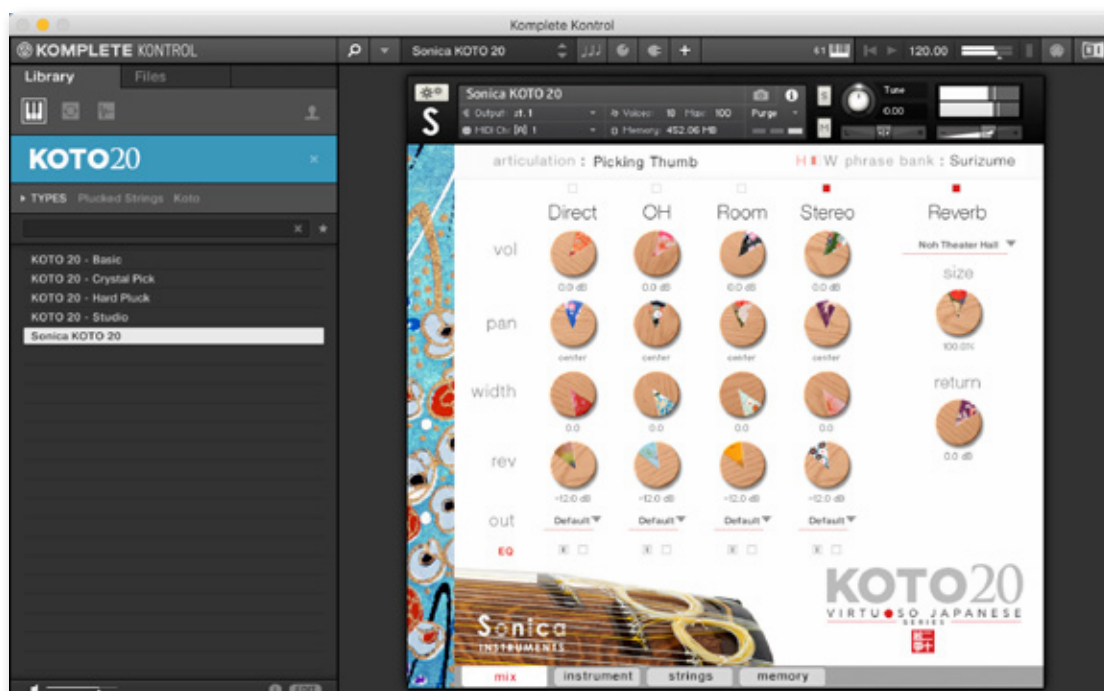 Komplete Kontrol
KOMPLETE KONTROL
Sonica KOTO 20
61
120.00
Library
Files
KOTO20
TYPES Plucked Strings Koto
KOTO 20 - Basic
KOTO 20 - Crystal Pick
KOTO 20 - Hard Pluck
KOTO 20 - Studio
Sonica KOTO 20
S
Sonica KOTO 20
Output: st.1
Voices: 10 Max: 100 Purge
MIDI Ch: [A] 1
Memory: 452.06 MB
S
M
Tune
0.00
articulation : Picking Thumb
phrase bank : Surizume
Direct OH Room Stereo Reverb
vol
Noh Theater Hall
0.0 dB 0.0 dB 0.0 dB 0.0 dB
size
pan
100.0%
center center center center
width
return
0.0 0.0 0.0 0.0
rev
0.0 dB
-12.0 dB -12.0 dB -12.0 dB -12.0 dB
out Default Default Default Default
EQ
KOTO20
VIRTUOSO JAPANESE
SERIES
Sonica
INSTRUMENTS
mix instrument strings memory
EDIT